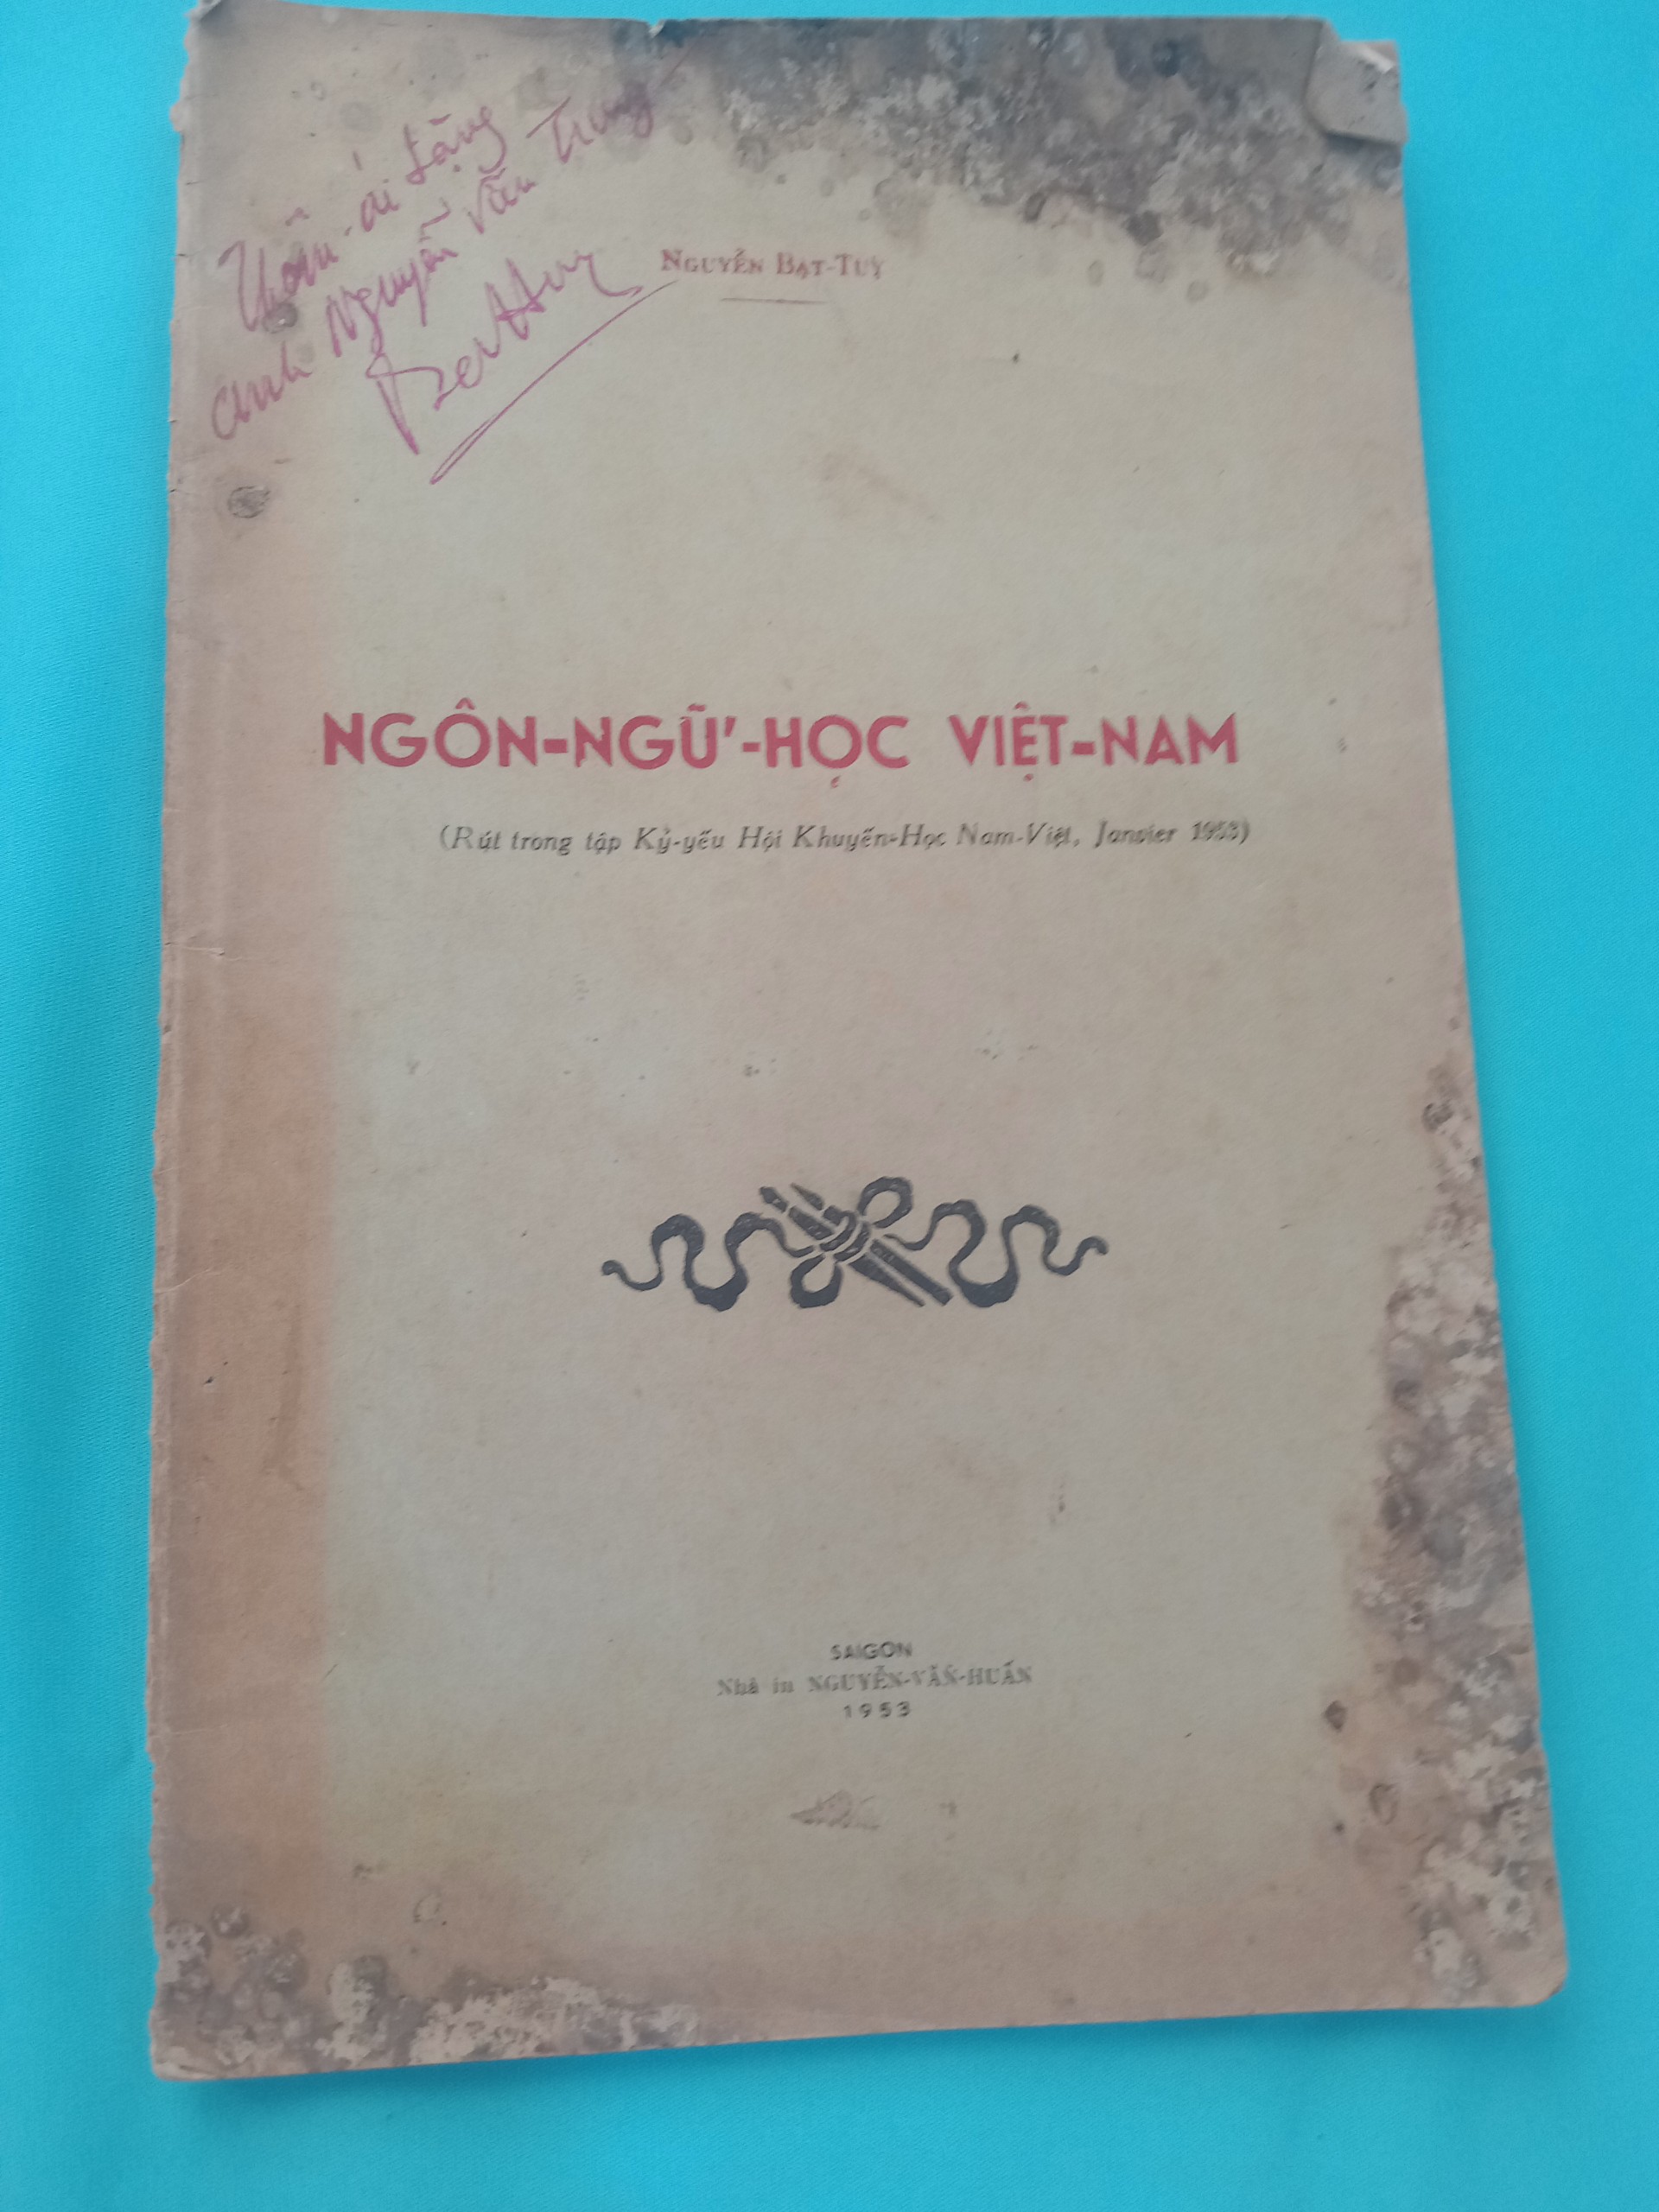 Thân-ái tặng
anh Nguyễn Văn Trung
NGUYỄN BẠT-TUỴ
NGÔN-NGỮ-HỌC VIỆT-NAM
(Rút trong tập Kỷ-yếu Hội Khuyến-Học Nam-Việt, Janvier 1953)
SAIGON
Nhà in NGUYỄN-VĂN-HUẤN
1953